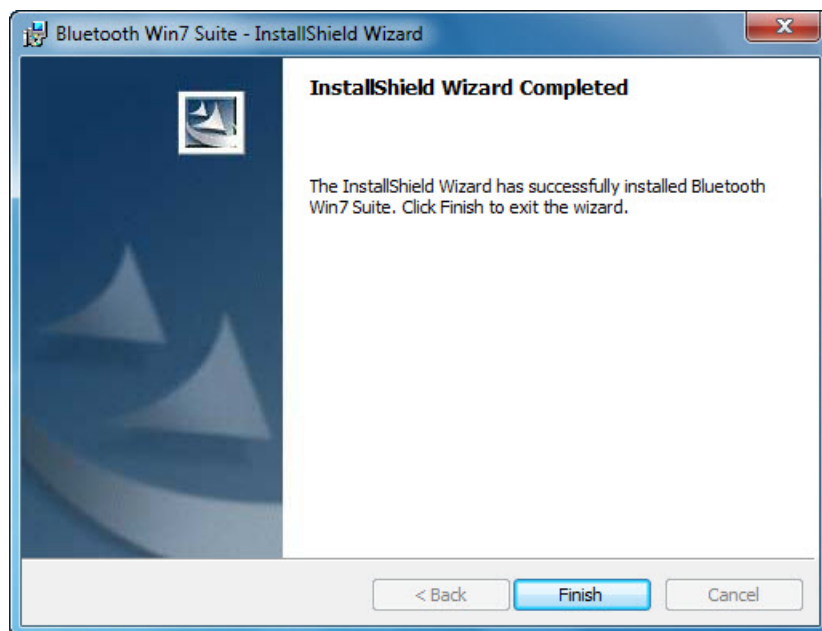 Bluetooth Win7 Suite - InstallShield Wizard
InstallShield Wizard Completed
The InstallShield Wizard has successfully installed Bluetooth
Win7 Suite. Click Finish to exit the wizard.
< Back
Finish
Cancel